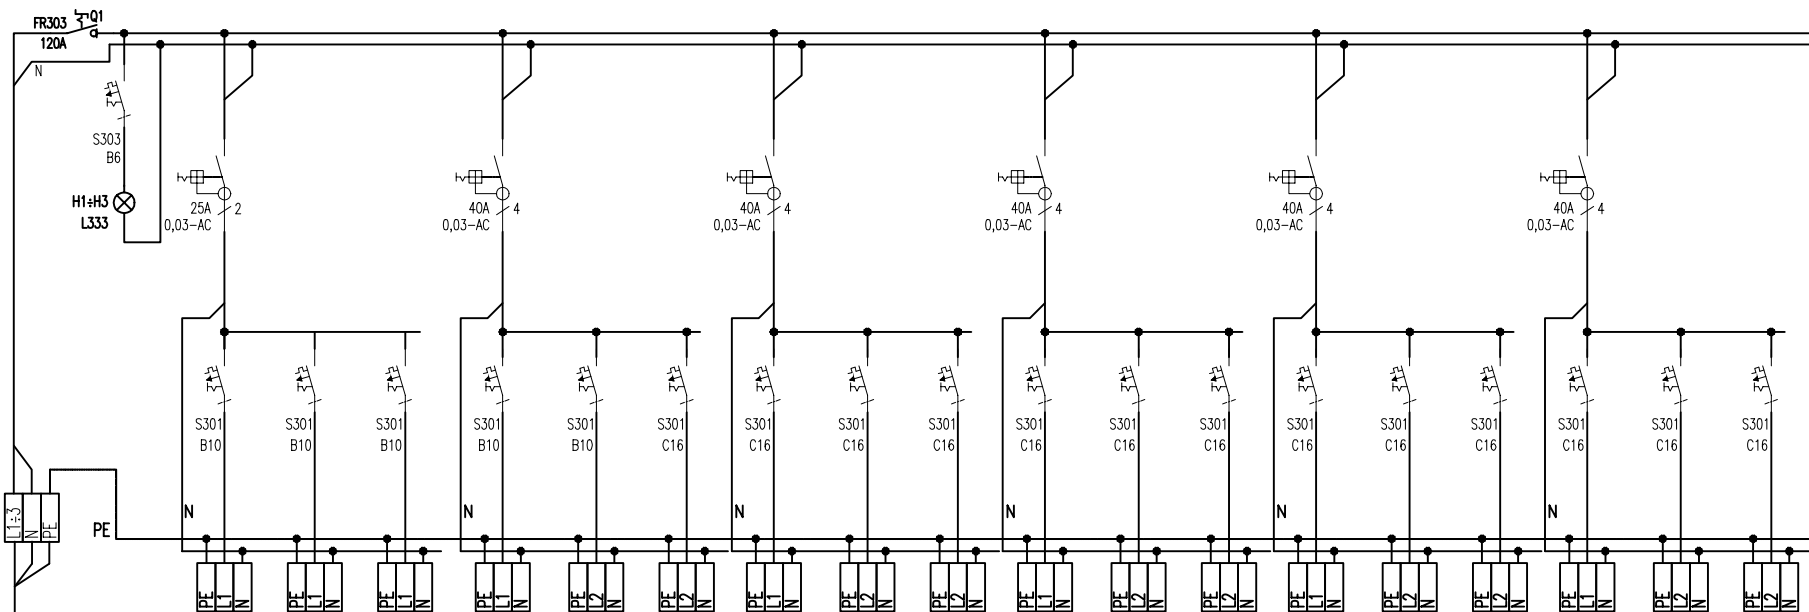 FR303 Q1
120A
N
S303
B6
H1÷H3
L333
25A 2
0,03-AC
40A 4
0,03-AC
40A 4
0,03-AC
40A 4
0,03-AC
40A 4
0,03-AC
40A 4
0,03-AC
S301 S301 S301 S301 S301 S301 S301 S301 S301 S301 S301 S301 S301 S301 S301 S301 S301 S301
B10 B10 B10 B10 B10 C16 C16 C16 C16 C16 C16 C16 C16 C16 C16 C16 C16 C16
L1÷3 N PE
PE
N N N N N N
PE L1 N
PE L1 N
PE L1 N
PE L1 N
PE L2 N
PE L2 N
PE L1 N
PE L2 N
PE L2 N
PE L1 N
PE L2 N
PE L2 N
PE L1 N
PE L2 N
PE L2 N
PE L1 N
PE L2 N
PE L2 N